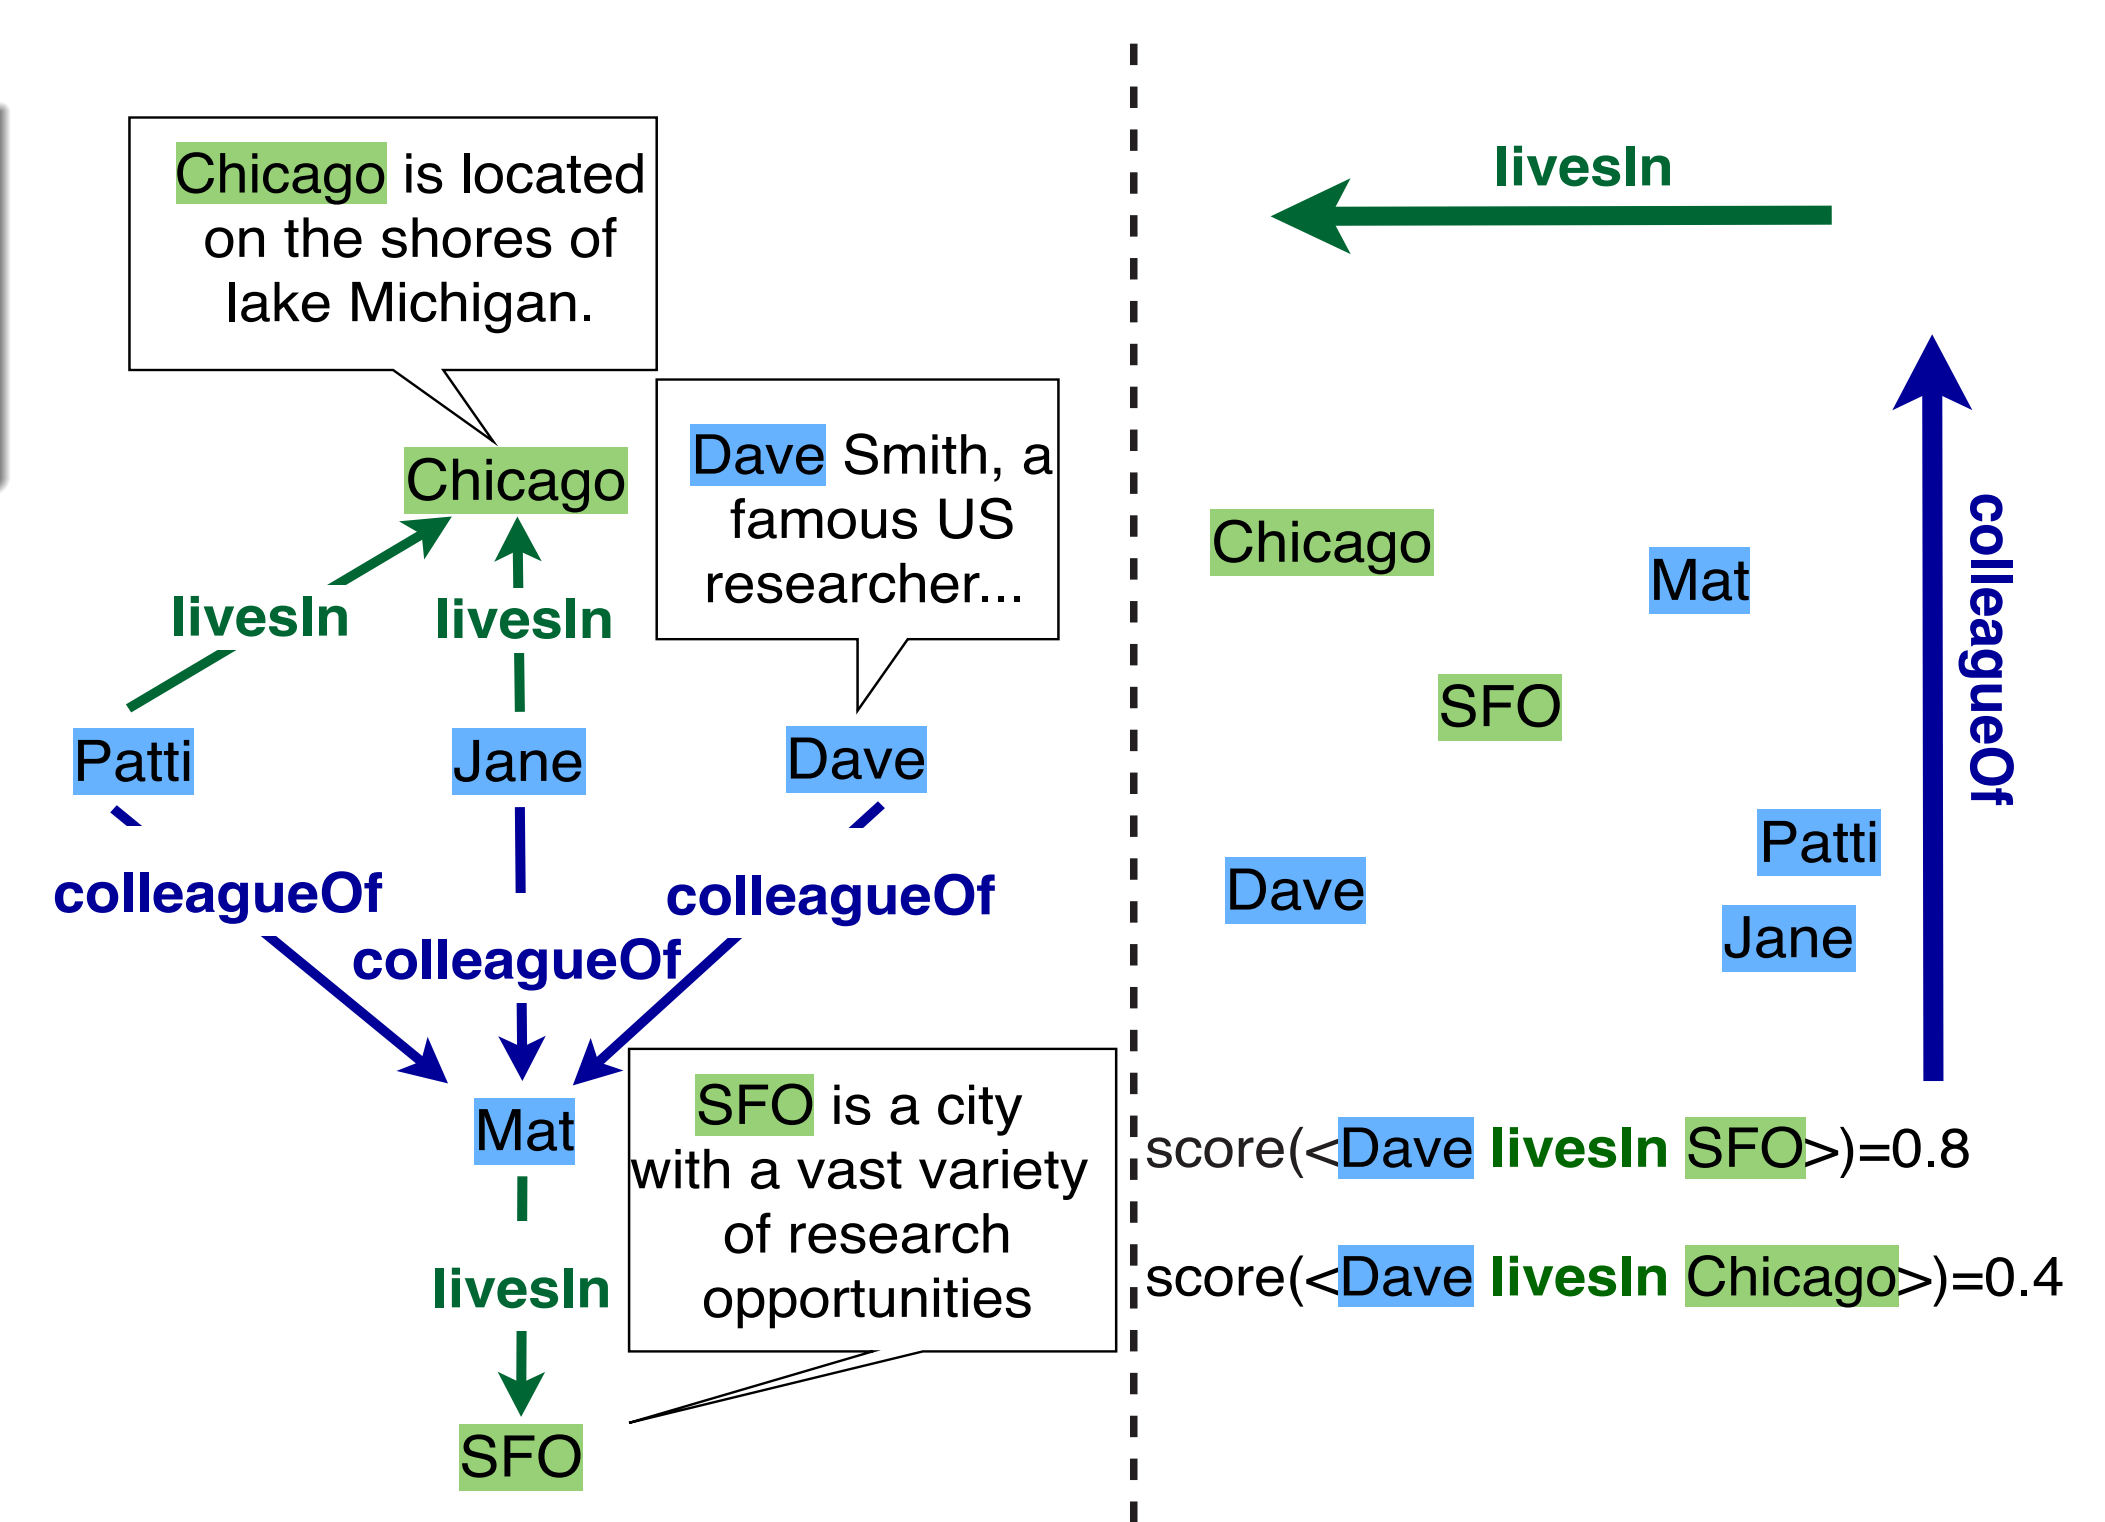 Chicago is located
on the shores of
lake Michigan.
Dave Smith, a
famous US
researcher...
Chicago
livesIn
livesIn
Patti
Jane
Dave
colleagueOf
colleagueOf
colleagueOf
Mat
SFO is a city
with a vast variety
of research
opportunities
livesIn
SFO
livesIn
colleagueOf
Chicago
Mat
SFO
Patti
Dave
Jane
score(<Dave livesIn SFO>)=0.8
score(<Dave livesIn Chicago>)=0.4